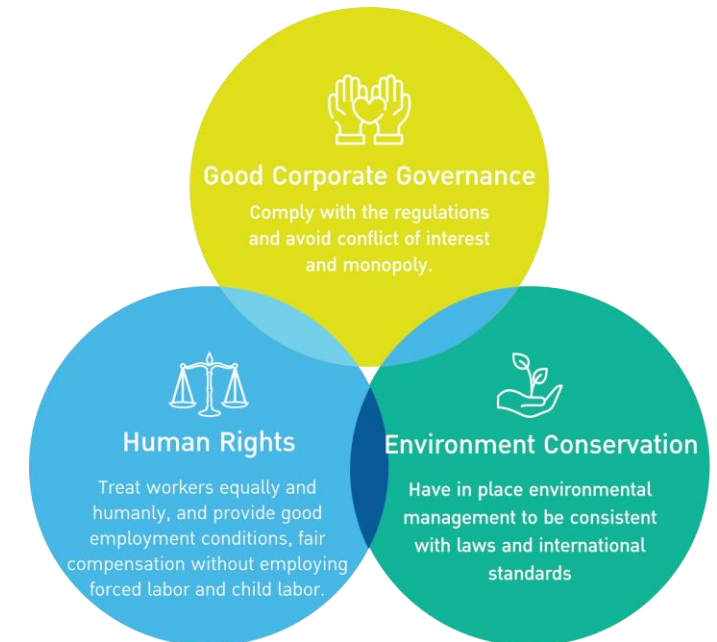 Good Corporate Governance
Comply with the regulations
and avoid conflict of interest
and monopoly.
Human Rights
Treat workers equally and
humanly, and provide good
employment conditions, fair
compensation without employing
forced labor and child labor.
Environment Conservation
Have in place environmental
management to be consistent
with laws and international
standards